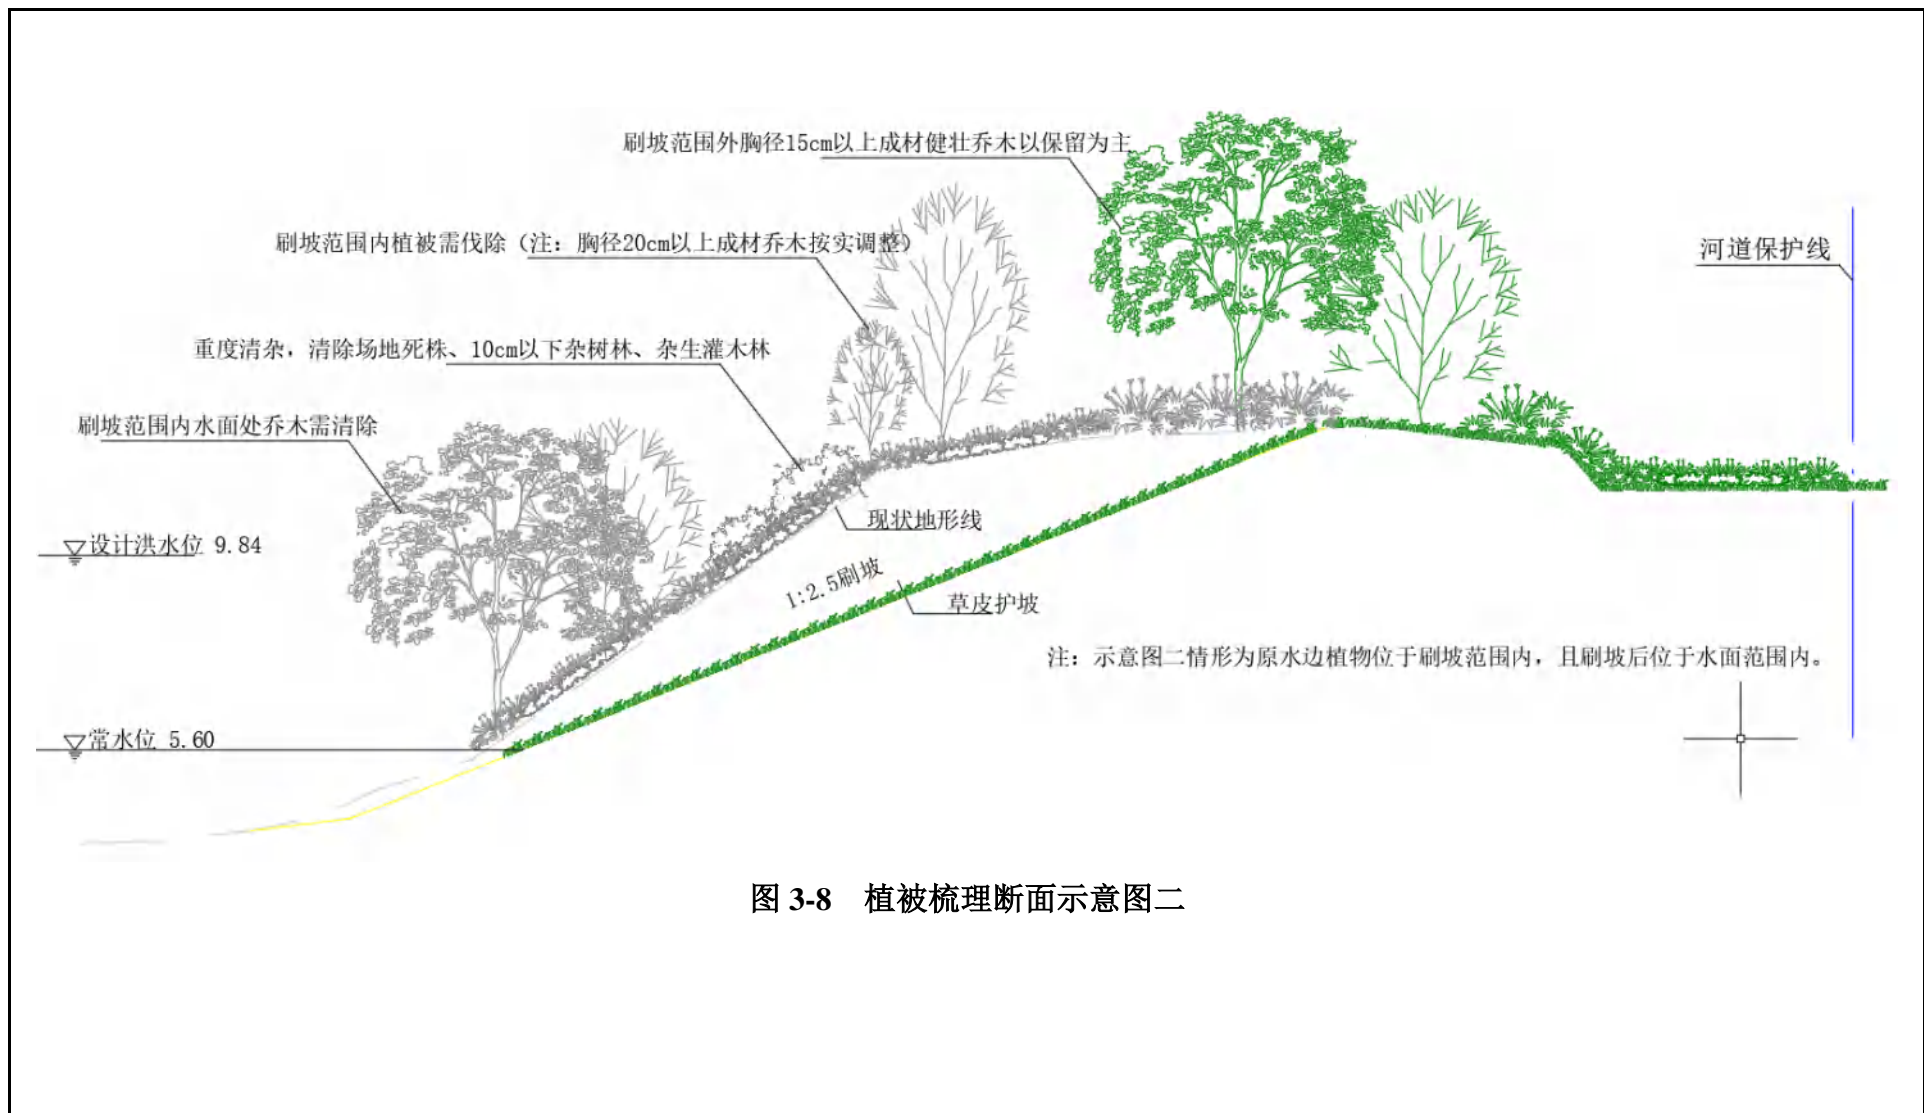 刷坡范围外胸径15cm以上成材健壮乔木以保留为主
刷坡范围内植被需伐除（注：胸径20cm以上成材乔木按实调整）
河道保护线
重度清杂，清除场地死株、10cm以下杂树林、杂生灌木林
刷坡范围内水面处乔木需清除
现状地形线
设计洪水位 9.84
1:2.5刷坡
草皮护坡
注：示意图二情形为原水边植物位于刷坡范围内，且刷坡后位于水面范围内。
常水位 5.60
图 3-8 植被梳理断面示意图二